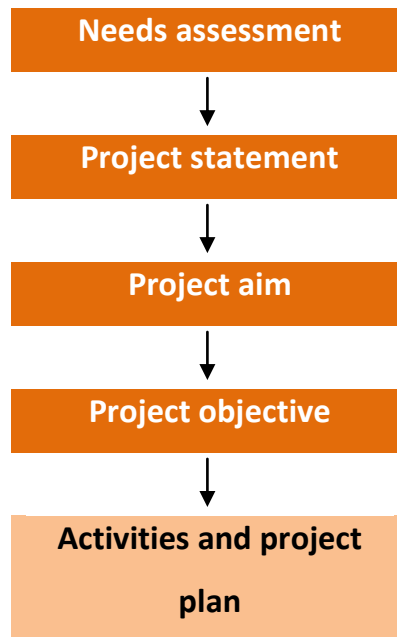 Needs assessment
Project statement
Project aim
Project objective
Activities and project
plan